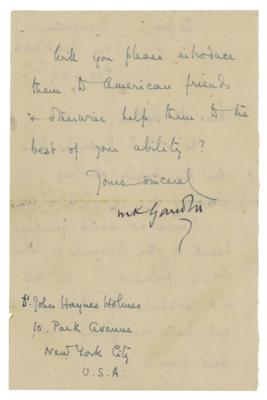 Will you please introduce
them to American friends
& otherwise help them to the
best of your ability?
Yours sincerely
MKGandhi
Dr. John Haynes Holmes
10. Park Avenue
New York City
U.S.A.